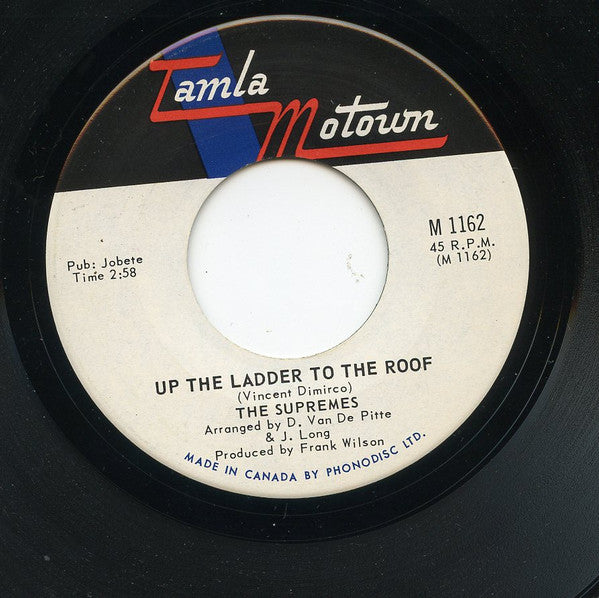 Tamla
Motown
M 1162
45 R.P.M.
(M 1162)
Pub: Jobete
Time 2:58
UP THE LADDER TO THE ROOF
(Vincent Dimirco)
THE SUPREMES
Arranged by D. Van De Pitte
& J. Long
Produced by Frank Wilson
MADE IN CANADA BY PHONODISC LTD.